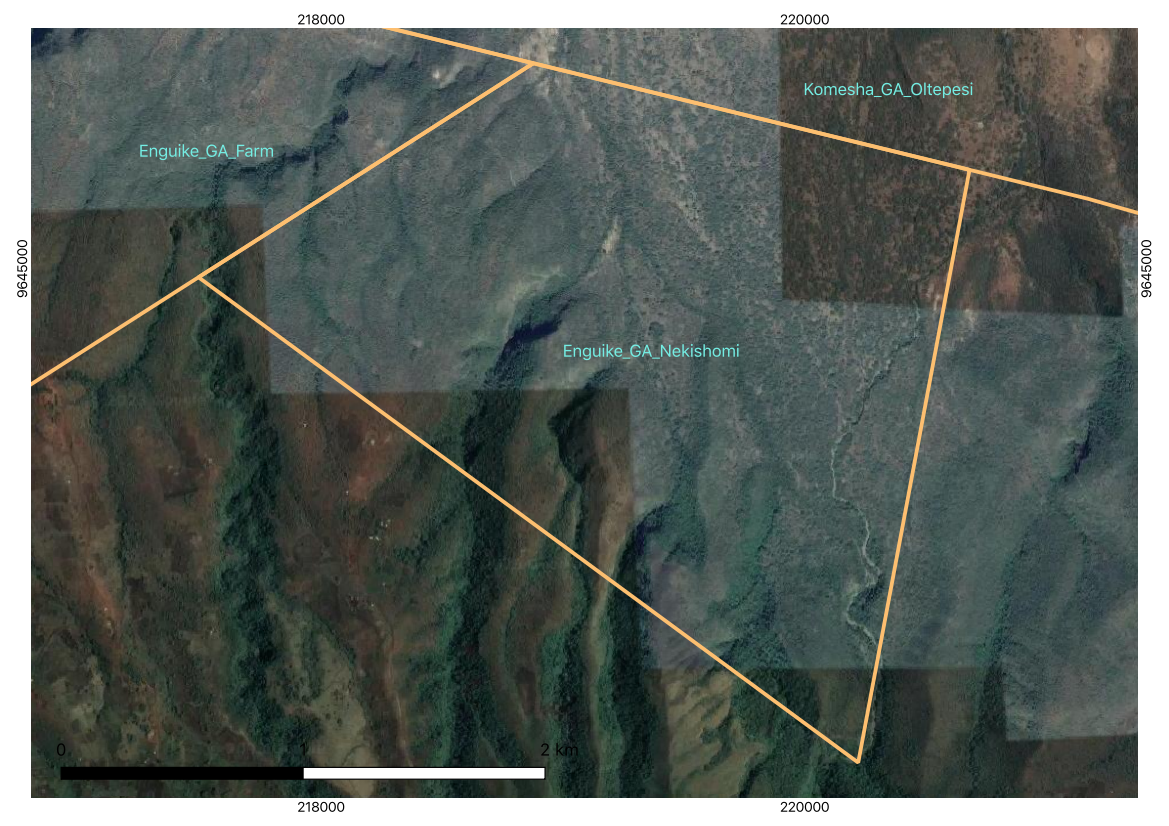 218000 220000
Komesha_GA_Oltepesi
Enguike_GA_Farm
9645000 9645000
Enguike_GA_Nekishomi
0 1 2 km
218000 220000